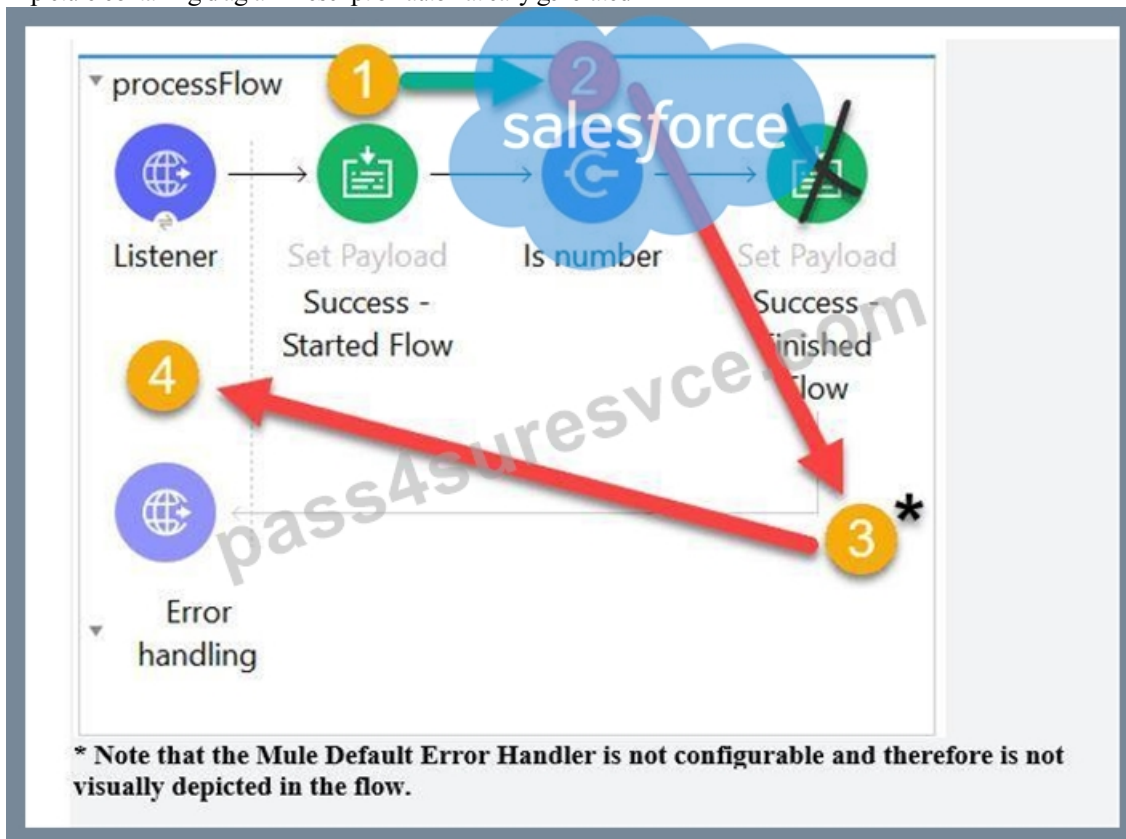 processFlow
1
2
salesforce
Listener
Set Payload
Is number
Set Payload
Success -
Started Flow
Success -
Finished
Flow
4
pass4suresvce.com
3
*
Error
handling
* Note that the Mule Default Error Handler is not configurable and therefore is not
visually depicted in the flow.